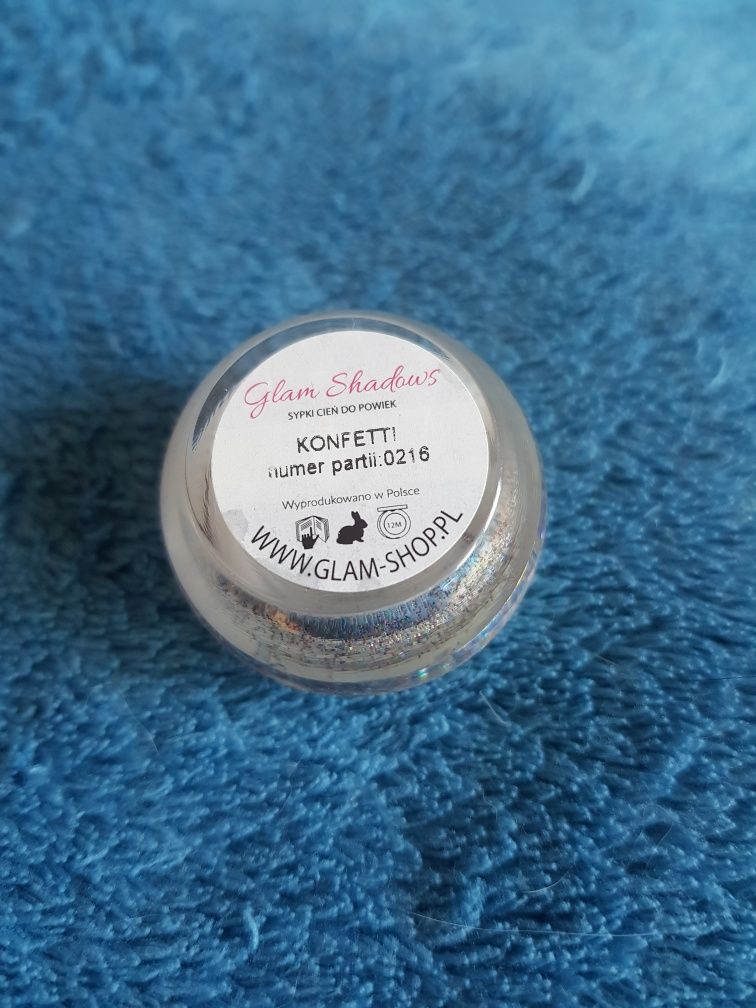 Glam Shadows
SYPKI CIEŃ DO POWIEK
KONFETTI
numer partii:0216
Wyprodukowano w Polsce
12M
WWW.GLAM-SHOP.PL